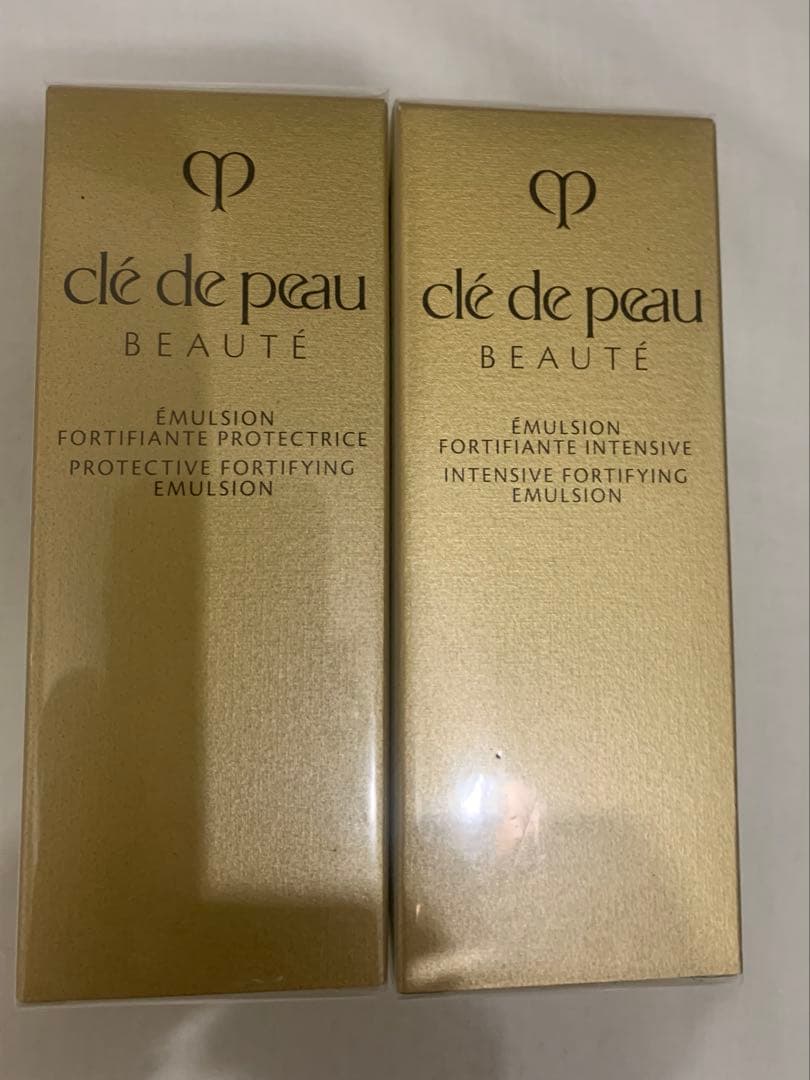 clé de peau
BEAUTÉ
ÉMULSION
FORTIFIANTE PROTECTRICE
PROTECTIVE FORTIFYING
EMULSION
clé de peau
BEAUTÉ
ÉMULSION
FORTIFIANTE INTENSIVE
INTENSIVE FORTIFYING
EMULSION